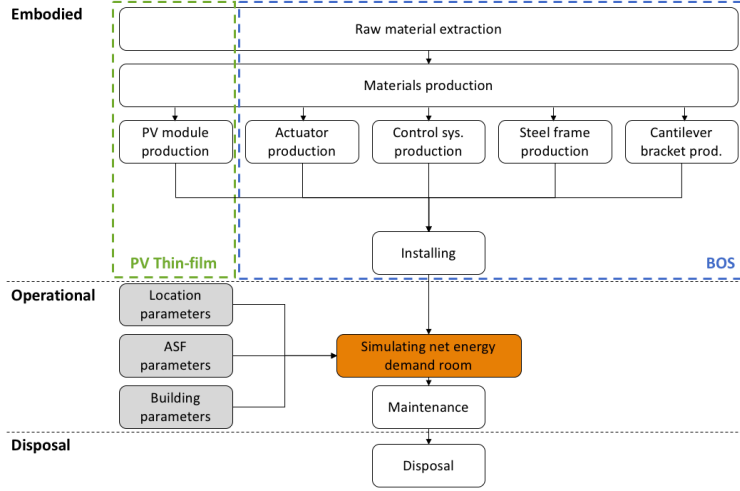 Embodied
Raw material extraction
Materials production
PV module
production
Actuator
production
Control sys.
production
Steel frame
production
Cantilever
bracket prod.
Installing
PV Thin-film
BOS
Operational
Location
parameters
ASF
parameters
Building
parameters
Simulating net energy
demand room
Maintenance
Disposal
Disposal